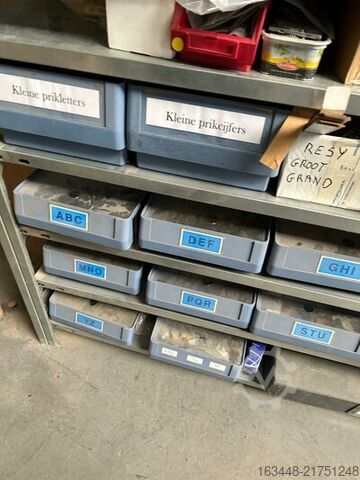 Kleine prikletters
Kleine prikcijfers
RESY
GROOT
GRAND
ABC
DEF
GHI
MNO
PQR
STU
YZ
163448-21751248